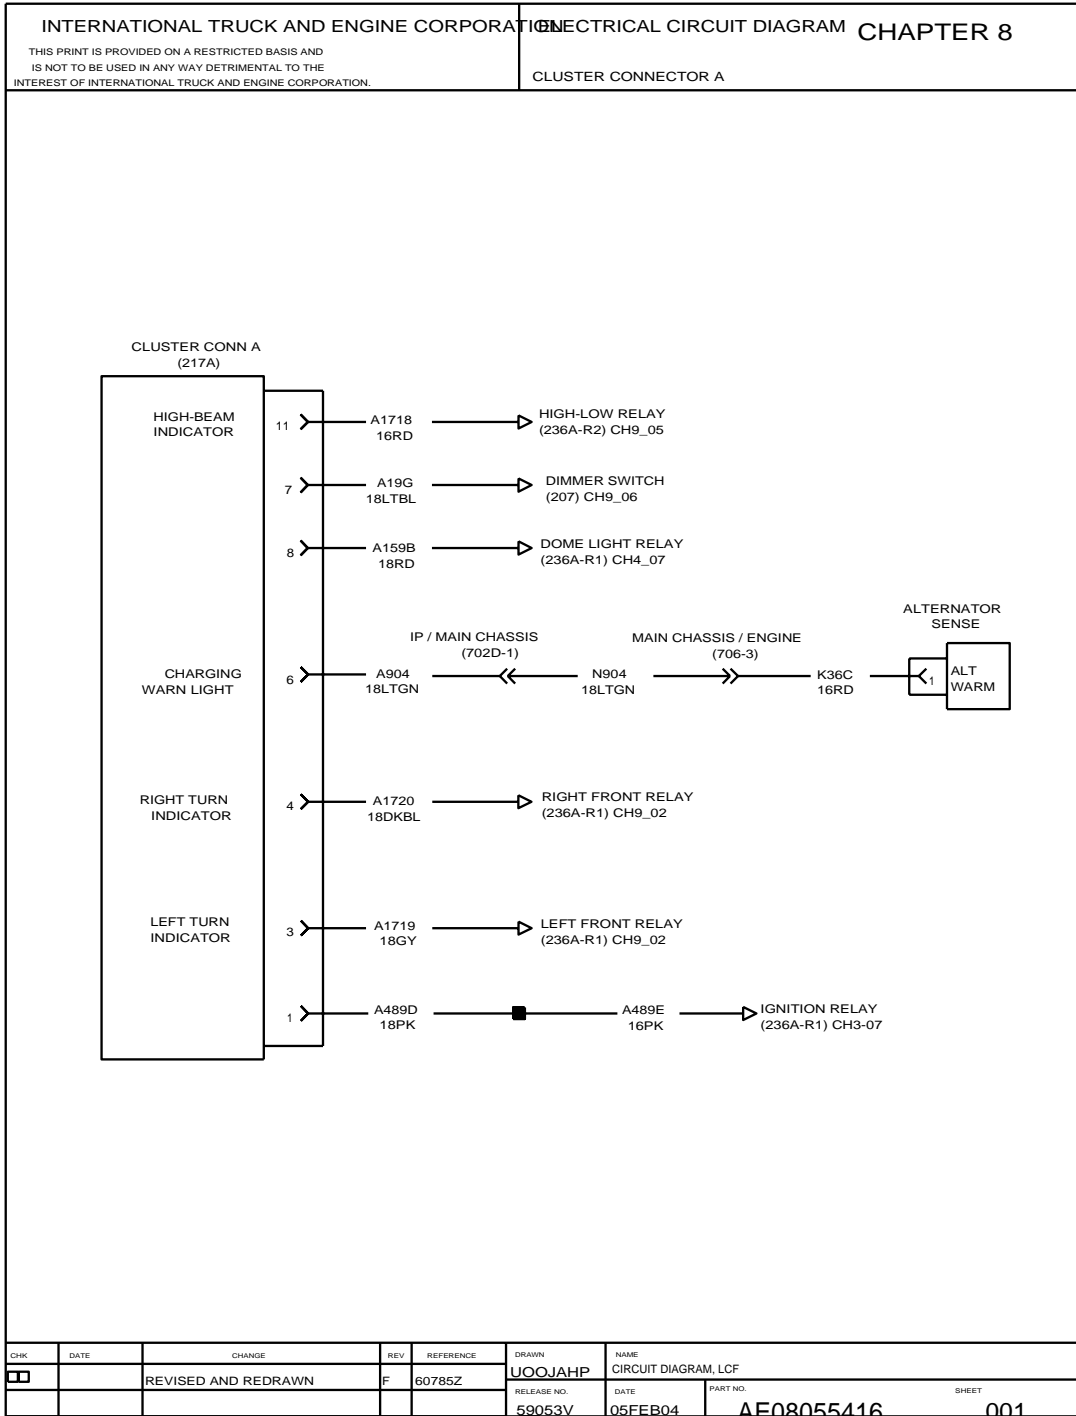 INTERNATIONAL TRUCK AND ENGINE CORPORATION
THIS PRINT IS PROVIDED ON A RESTRICTED BASIS AND
IS NOT TO BE USED IN ANY WAY DETRIMENTAL TO THE
INTEREST OF INTERNATIONAL TRUCK AND ENGINE CORPORATION.
ELECTRICAL CIRCUIT DIAGRAM
CHAPTER 8
CLUSTER CONNECTOR A
CLUSTER CONN A
(217A)
HIGH-BEAM
INDICATOR
11
A1718
16RD
HIGH-LOW RELAY
(236A-R2) CH9_05
7
A19G
18LTBL
DIMMER SWITCH
(207) CH9_06
8
A159B
18RD
DOME LIGHT RELAY
(236A-R1) CH4_07
CHARGING
WARN LIGHT
6
A904
18LTGN
IP / MAIN CHASSIS
(702D-1)
N904
18LTGN
MAIN CHASSIS / ENGINE
(706-3)
K36C
16RD
ALTERNATOR
SENSE
1
ALT
WARM
RIGHT TURN
INDICATOR
4
A1720
18DKBL
RIGHT FRONT RELAY
(236A-R1) CH9_02
LEFT TURN
INDICATOR
3
A1719
18GY
LEFT FRONT RELAY
(236A-R1) CH9_02
1
A489D
18PK
A489E
16PK
IGNITION RELAY
(236A-R1) CH3-07
CHK DATE CHANGE REV REFERENCE
REVISED AND REDRAWN F 60785Z
DRAWN
UOOJAHP
NAME
CIRCUIT DIAGRAM, LCF
RELEASE NO.
59053V
DATE
05FEB04
PART NO.
AE08055416
SHEET
001